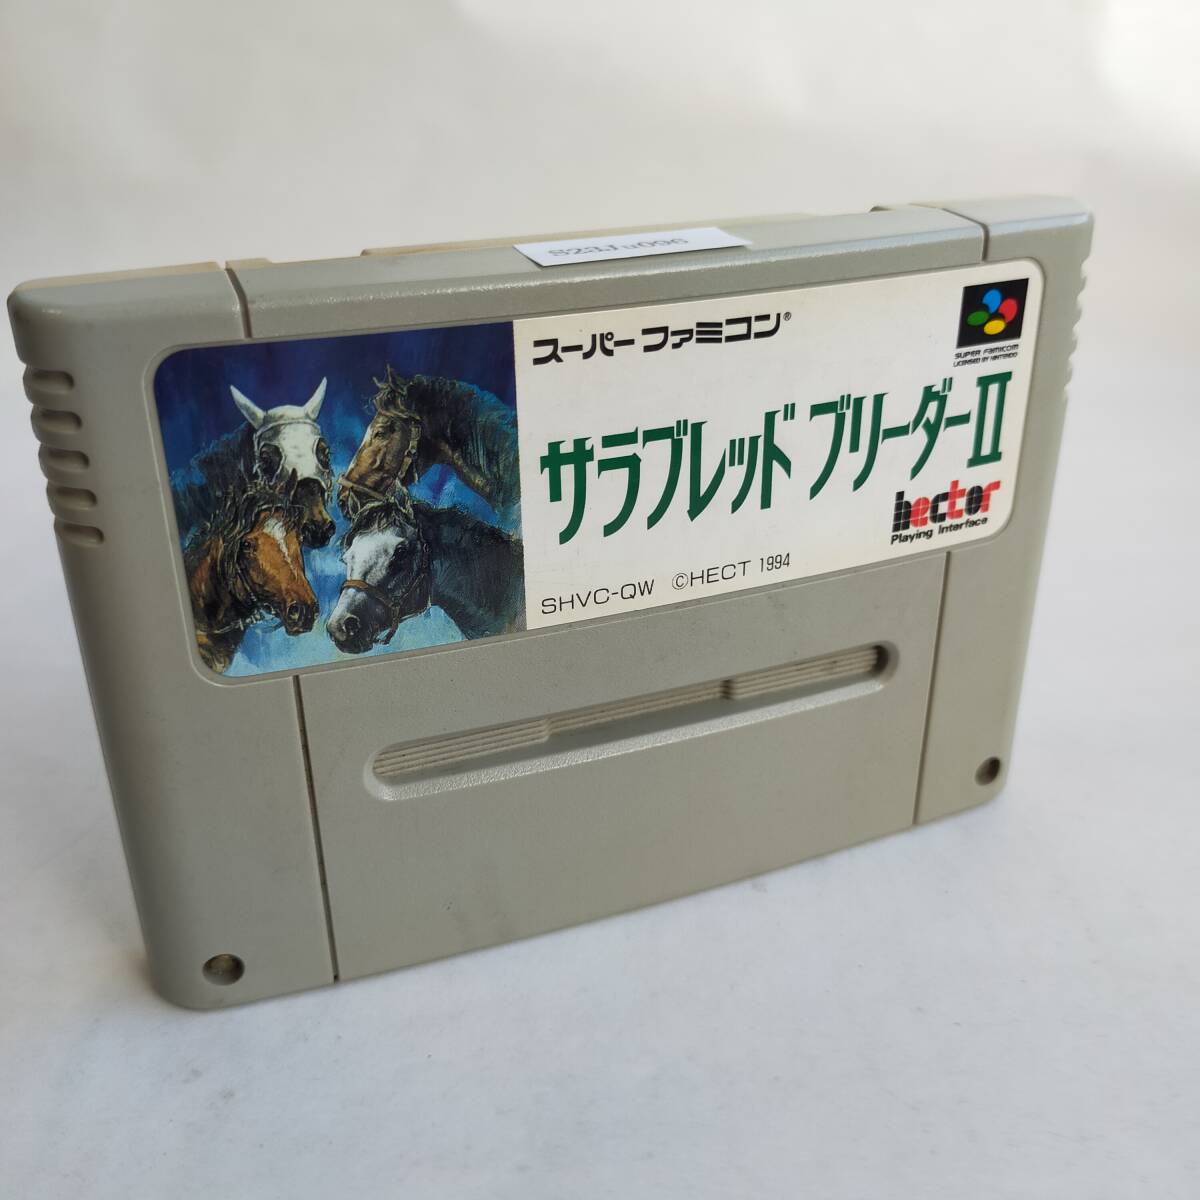 S23Ju096
スーパーファミコン®
SUPER FAMICOM
LICENSED BY NINTENDO
サラブレッドブリーダーII
hector
Playing Interface
SHVC-QW ©HECT 1994